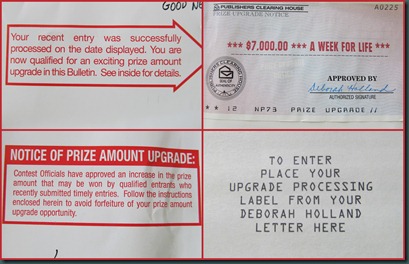 GOOD
Your recent entry was successfully
processed on the date displayed. You are
now qualified for an exciting prize amount
upgrade in this Bulletin. See inside for details.
PUBLISHERS CLEARING HOUSE
PRIZE UPGRADE NOTICE
A0225
*** $7,000.00 *** A WEEK FOR LIFE ***
PUBLISHERS CLEARING HOUSE
APPROVED BY
Deborah Holland
AUTHORIZED SIGNATURE
** 12 NP73 PRIZE UPGRADE
NOTICE OF PRIZE AMOUNT UPGRADE:
Contest Officials have approved an increase in the prize
amount that may be won by qualified entrants who
recently submitted timely entries. Follow the instructions
enclosed herein to avoid forfeiture of your prize amount
upgrade opportunity.
TO ENTER
PLACE YOUR
UPGRADE PROCESSING
LABEL FROM YOUR
DEBORAH HOLLAND
LETTER HERE